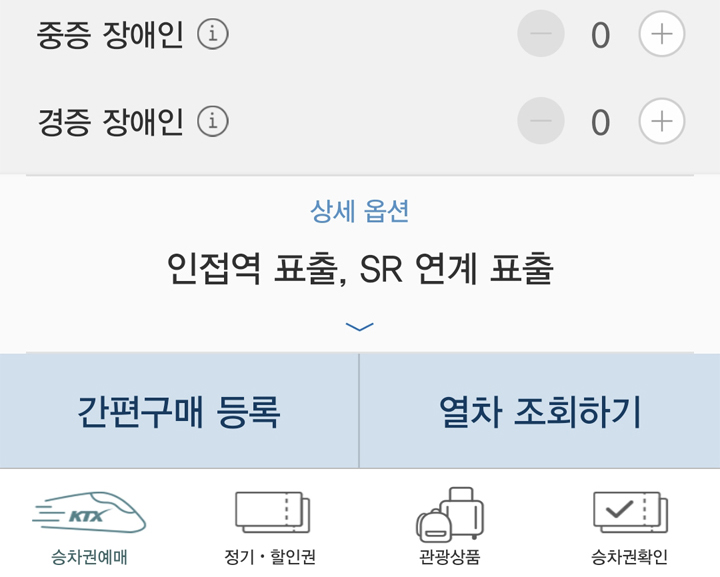 중증 장애인 i 0
경증 장애인 i 0
상세 옵션
인접역 표출, SR 연계 표출
간편구매 등록 열차 조회하기
KTX
승차권예매 정기·할인권 관광상품 승차권확인